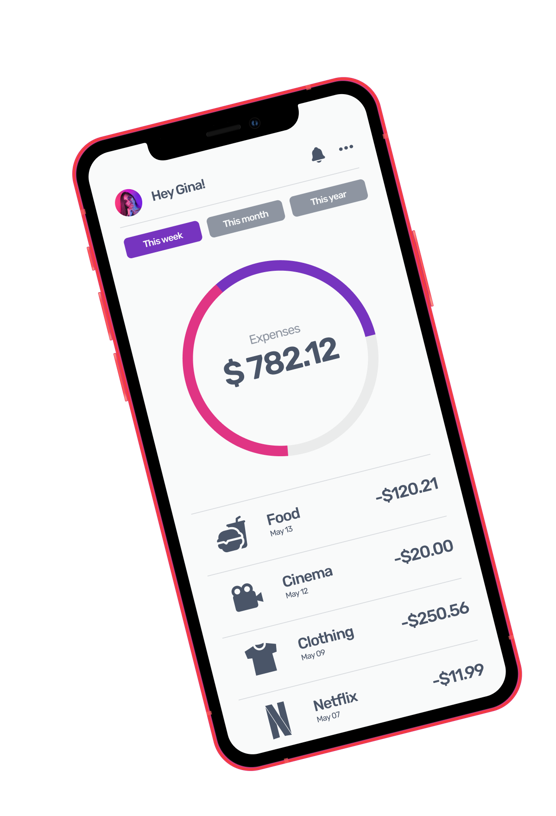 Hey Gina!
This week
This month
This year
Expenses
$ 782.12
Food
May 13
-$120.21
Cinema
May 12
-$20.00
Clothing
May 09
-$250.56
Netflix
May 07
-$11.99